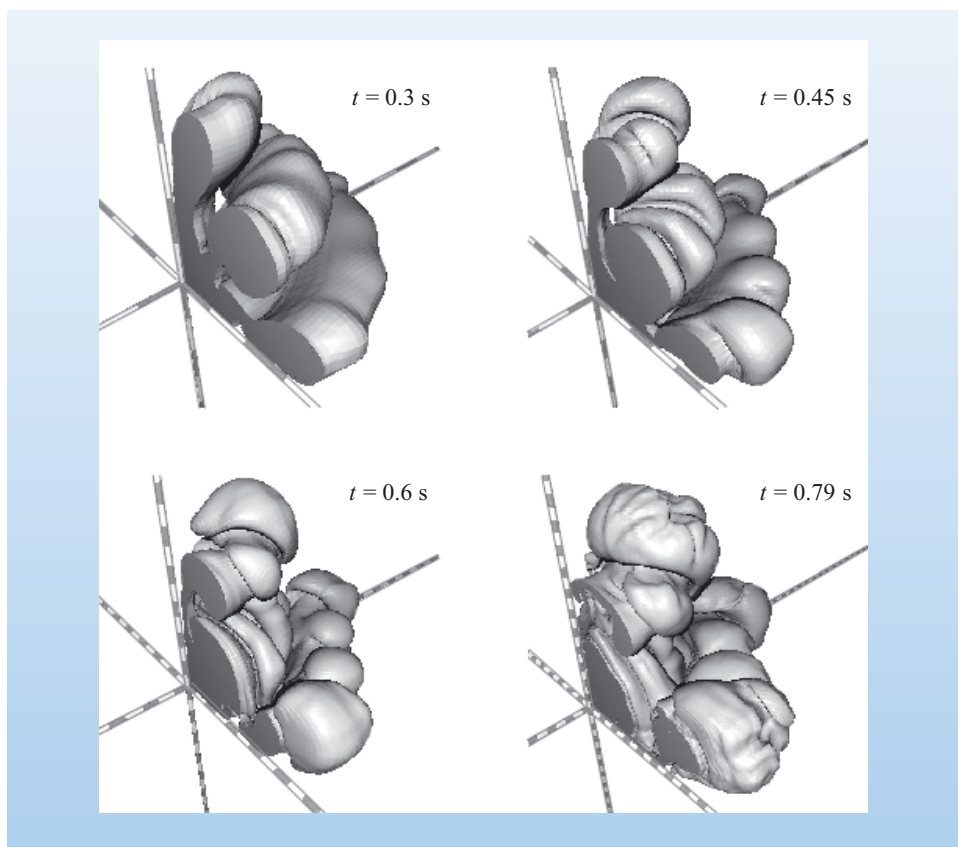 t = 0.3 s
t = 0.45 s
t = 0.6 s
t = 0.79 s